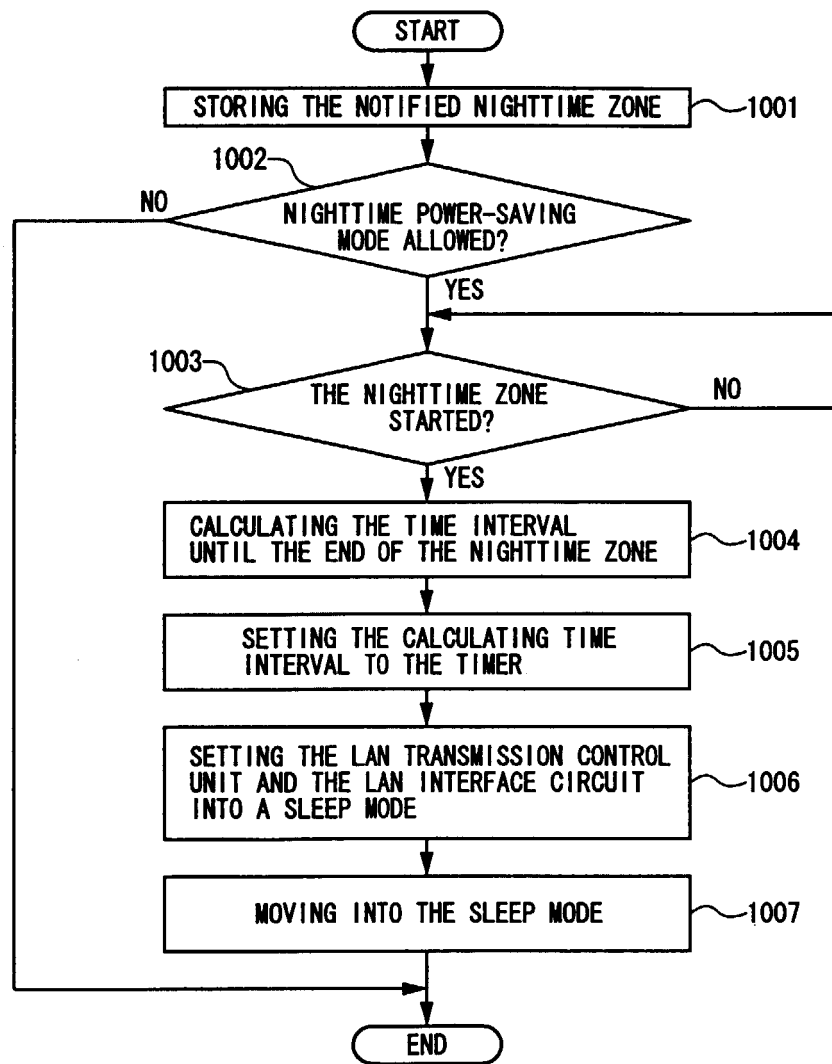 START
STORING THE NOTIFIED NIGHTTIME ZONE
1001
1002
NO
NIGHTTIME POWER-SAVING
MODE ALLOWED?
YES
1003
THE NIGHTTIME ZONE
STARTED?
NO
YES
CALCULATING THE TIME INTERVAL
UNTIL THE END OF THE NIGHTTIME ZONE
1004
SETTING THE CALCULATING TIME
INTERVAL TO THE TIMER
1005
SETTING THE LAN TRANSMISSION CONTROL
UNIT AND THE LAN INTERFACE CIRCUIT
INTO A SLEEP MODE
1006
MOVING INTO THE SLEEP MODE
1007
END